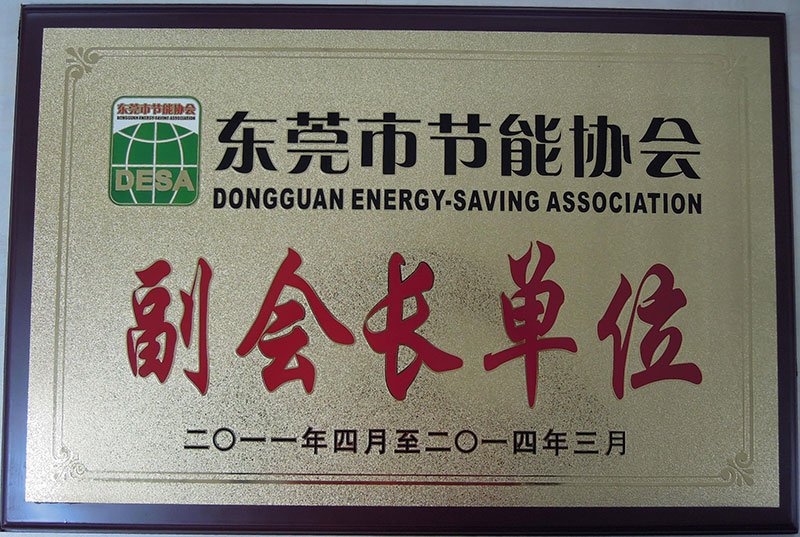 东莞市节能协会
DONGGUAN ENERGY-SAVING ASSOCIATION
DESA
东莞市节能协会
DONGGUAN ENERGY-SAVING ASSOCIATION
副会长单位
二〇一一年四月至二〇一四年三月